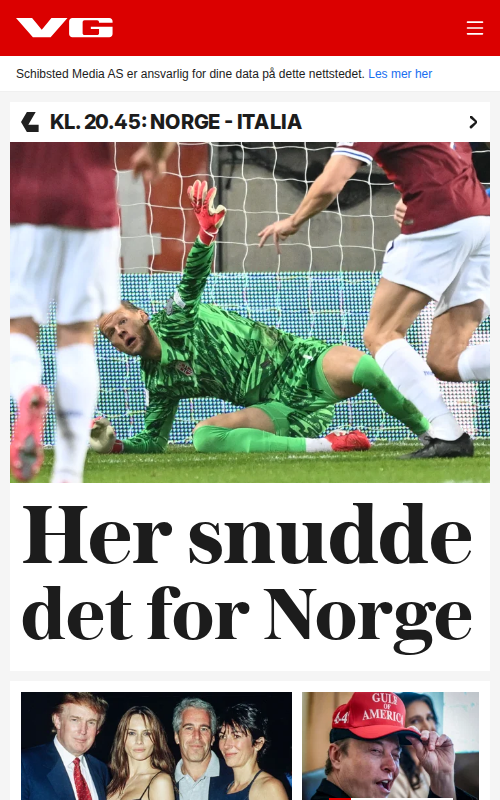 VG
Schibsted Media AS er ansvarlig for dine data på dette nettstedet. Les mer her
KL. 20.45: NORGE - ITALIA
Her snudde
det for Norge
GULF
OF
AMERICA